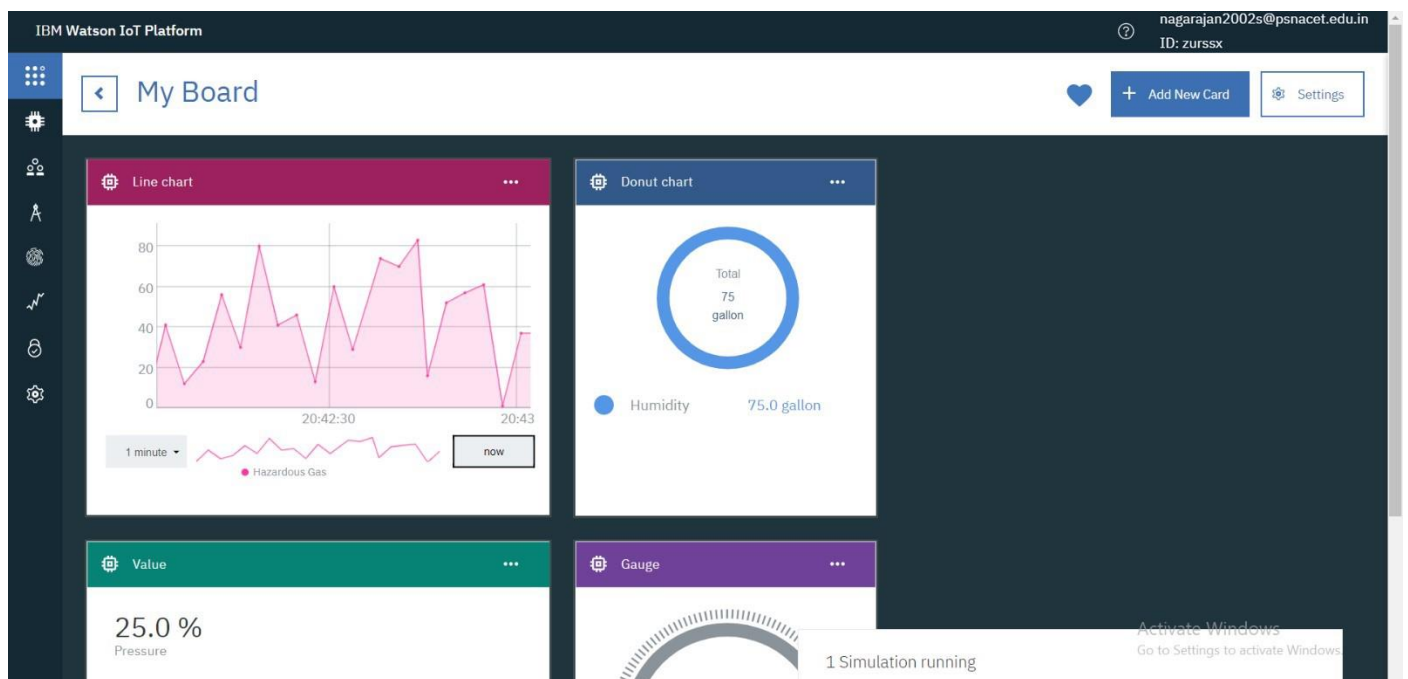 IBM Watson IoT Platform
nagarajan2002s@psnacet.edu.in
ID: zurssx
My Board
+ Add New Card
Settings
Line chart
80
60
40
20
0
20:42:30
20:43
1 minute
now
Hazardous Gas
Donut chart
Total
75
gallon
Humidity 75.0 gallon
Value
25.0 %
Pressure
Gauge
1 Simulation running
Activate Windows
Go to Settings to activate Windows.